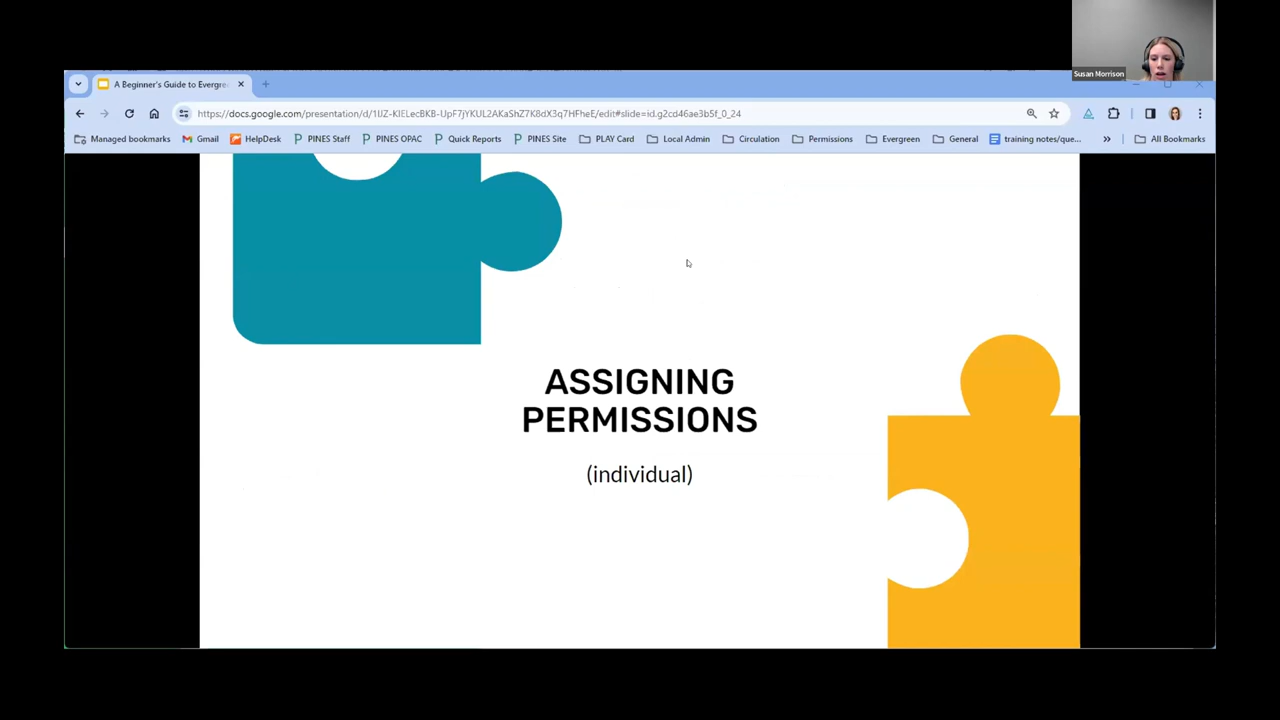 Susan Morrison
A Beginner's Guide to Evergre
https://docs.google.com/presentation/d/1IJZ-KIELecBKB-UpF7jYKUL2AKaShZ7K8dX3q7HFheE/edit#slide=id.g2cd46ae3b5f_0_24
Managed bookmarks Gmail HelpDesk PINES Staff PINES OPAC Quick Reports PINES Site PLAY Card Local Admin Circulation Permissions Evergreen General training notes/que... » All Bookmarks
ASSIGNING
PERMISSIONS
(individual)